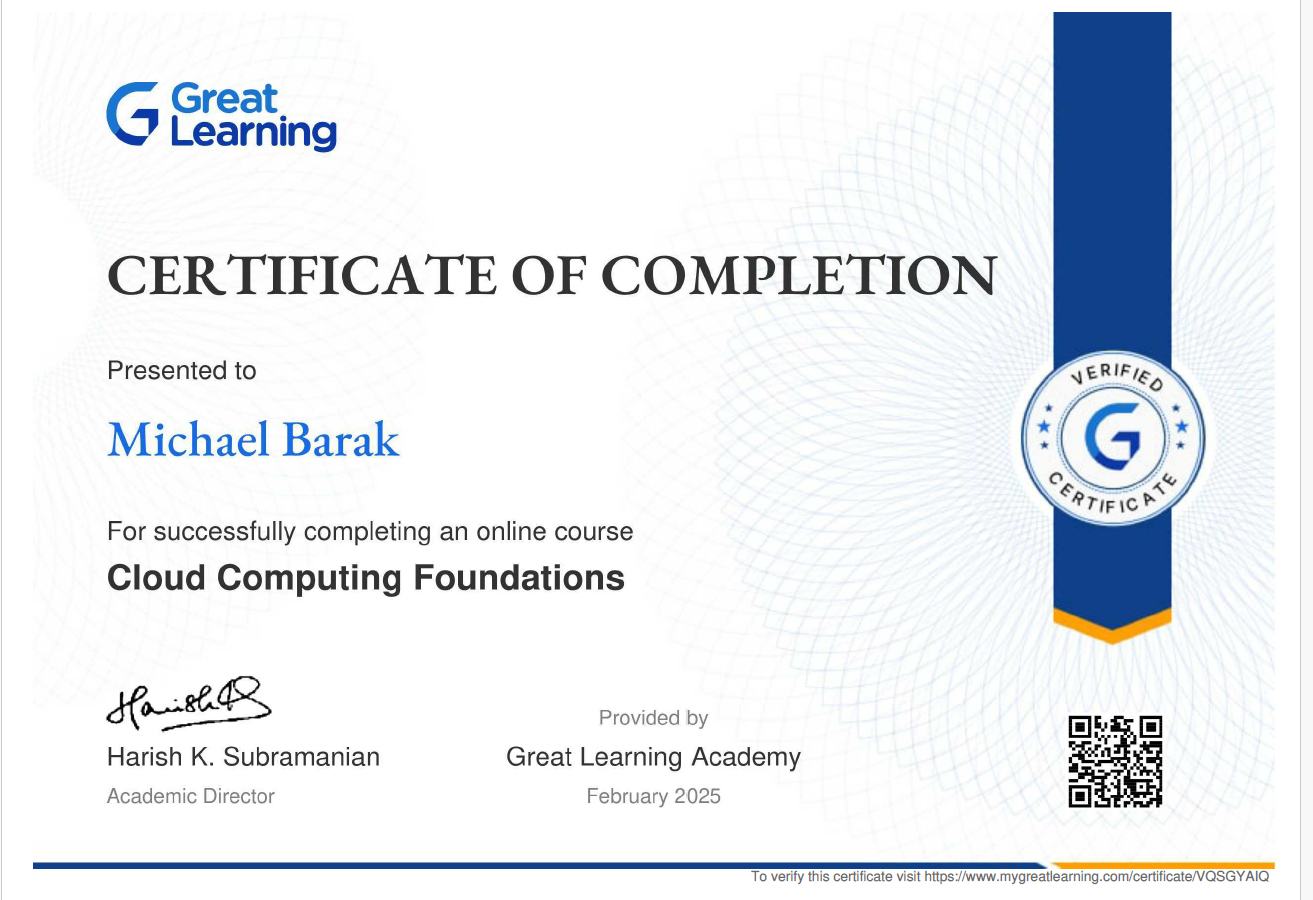 Great
Learning
CERTIFICATE OF COMPLETION
Presented to
Michael Barak
VERIFIED
CERTIFICATE
For successfully completing an online course
Cloud Computing Foundations
Harish K. Subramanian
Academic Director
Provided by
Great Learning Academy
February 2025
To verify this certificate visit https://www.mygreatlearning.com/certificate/VQSGYAIQ